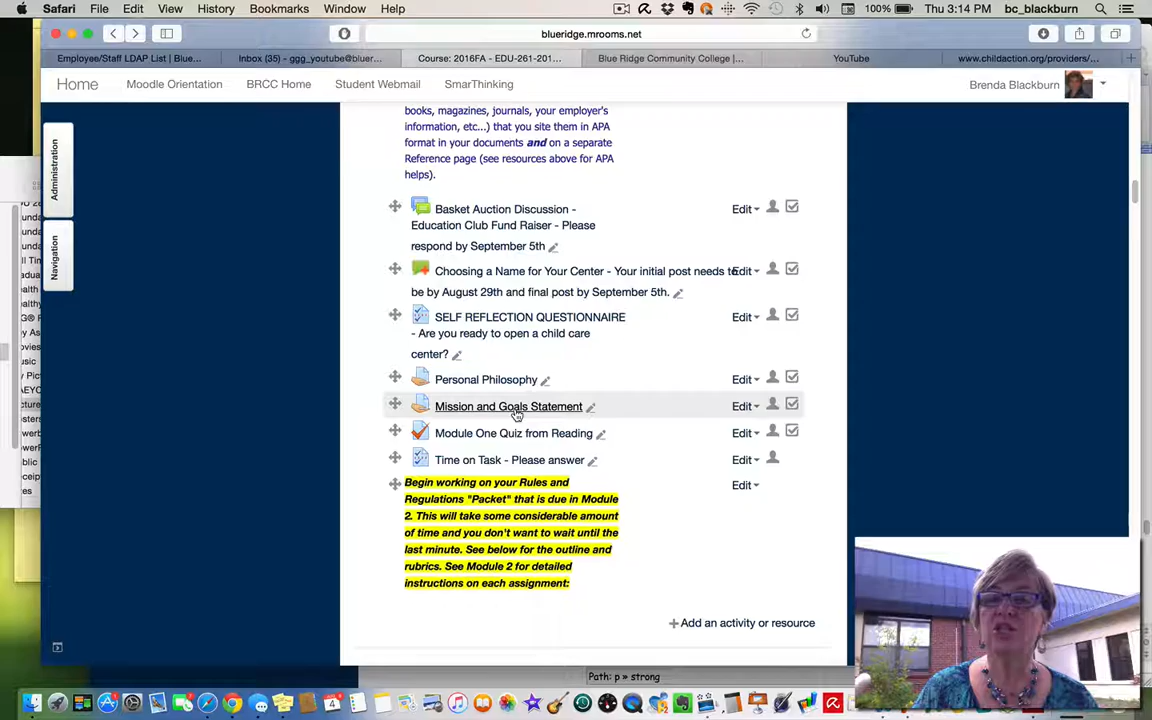 Safari File Edit View History Bookmarks Window Help 100% Thu 3:14 PM bc_blackburn
blueridge.mrooms.net
Employee/Staff LDAP List | Blue... Inbox (35) - ggg_youtube@bluer... Course: 2016FA - EDU-261-201... Blue Ridge Community College |... YouTube www.childaction.org/providers/...
Home Moodle Orientation BRCC Home Student Webmail SmarThinking Brenda Blackburn
Administration
Navigation
books, magazines, journals, your employer's
information, etc...) that you site them in APA
format in your documents and on a separate
Reference page (see resources above for APA
helps).
Basket Auction Discussion - Edit
Education Club Fund Raiser - Please
respond by September 5th
Choosing a Name for Your Center - Your initial post needs to Edit
be by August 29th and final post by September 5th.
SELF REFLECTION QUESTIONNAIRE Edit
- Are you ready to open a child care
center?
Personal Philosophy Edit
Mission and Goals Statement Edit
Module One Quiz from Reading Edit
Time on Task - Please answer Edit
Begin working on your Rules and Edit
Regulations "Packet" that is due in Module
2. This will take some considerable amount
of time and you don't want to wait until the
last minute. See below for the outline and
rubrics. See Module 2 for detailed
instructions on each assignment:
Add an activity or resource
Path: p » strong